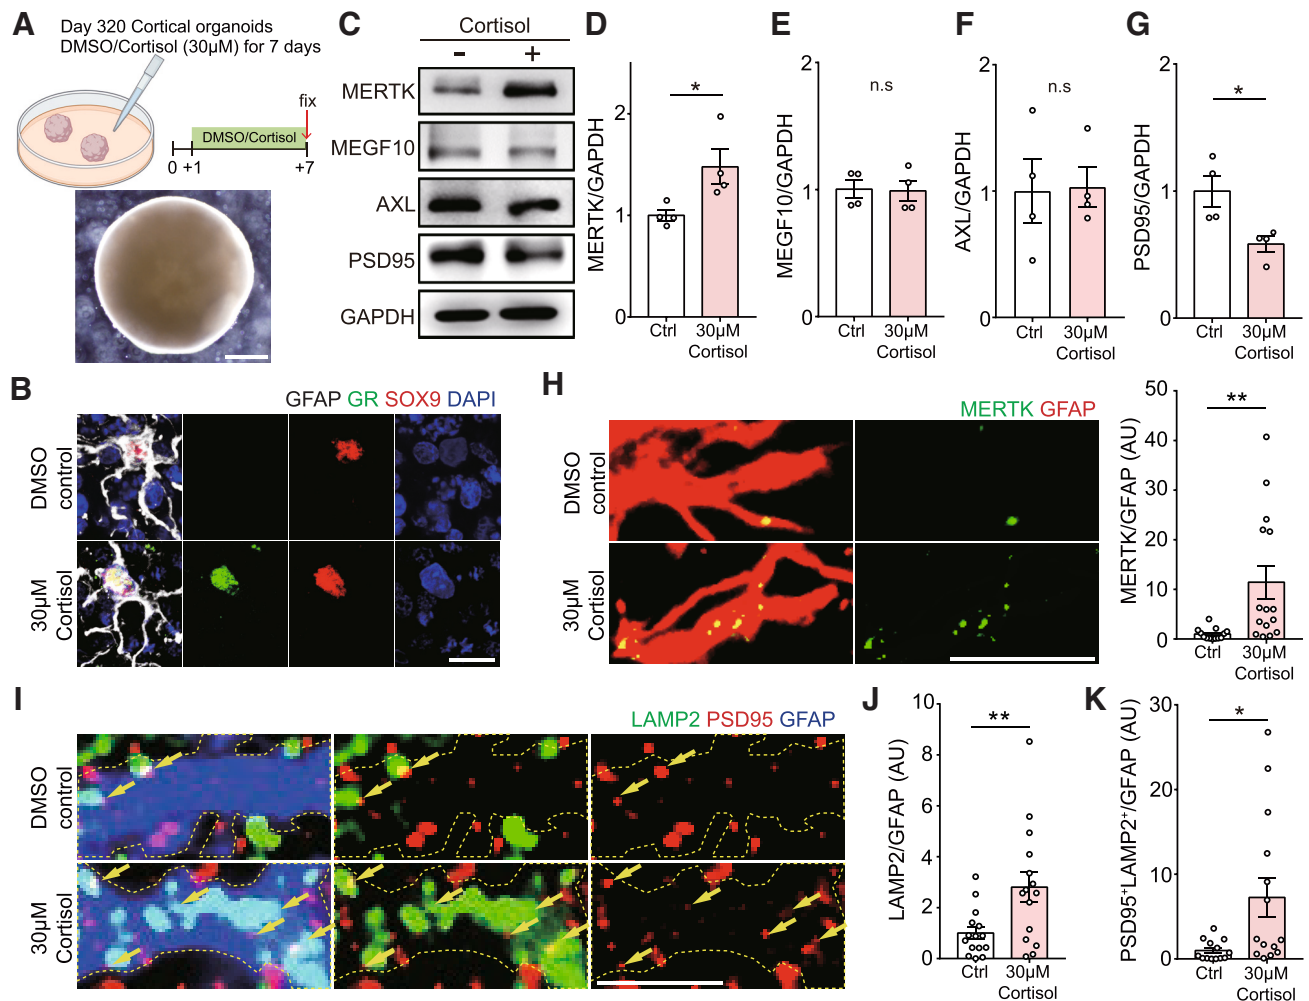 A
Day 320 Cortical organoids
DMSO/Cortisol (30µM) for 7 days
fix
DMSO/Cortisol
0 +1 +7
C
Cortisol
- +
MERTK
MEGF10
AXL
PSD95
GAPDH
D
MERTK/GAPDH
2
1
0
*
Ctrl 30µM
Cortisol
E
MEGF10/GAPDH
2
1
0
n.s
Ctrl 30µM
Cortisol
F
AXL/GAPDH
2
1
0
n.s
Ctrl 30µM
Cortisol
G
PSD95/GAPDH
2
1
0
*
Ctrl 30µM
Cortisol
B
GFAP GR SOX9 DAPI
DMSO
control
30µM
Cortisol
H
MERTK GFAP
DMSO
control
30µM
Cortisol
MERTK/GFAP (AU)
50
40
30
20
10
0
**
Ctrl 30µM
Cortisol
I
LAMP2 PSD95 GFAP
DMSO
control
30µM
Cortisol
J
LAMP2/GFAP (AU)
10
8
6
4
2
0
**
Ctrl 30µM
Cortisol
K
PSD95⁺LAMP2⁺/GFAP (AU)
30
20
10
0
*
Ctrl 30µM
Cortisol